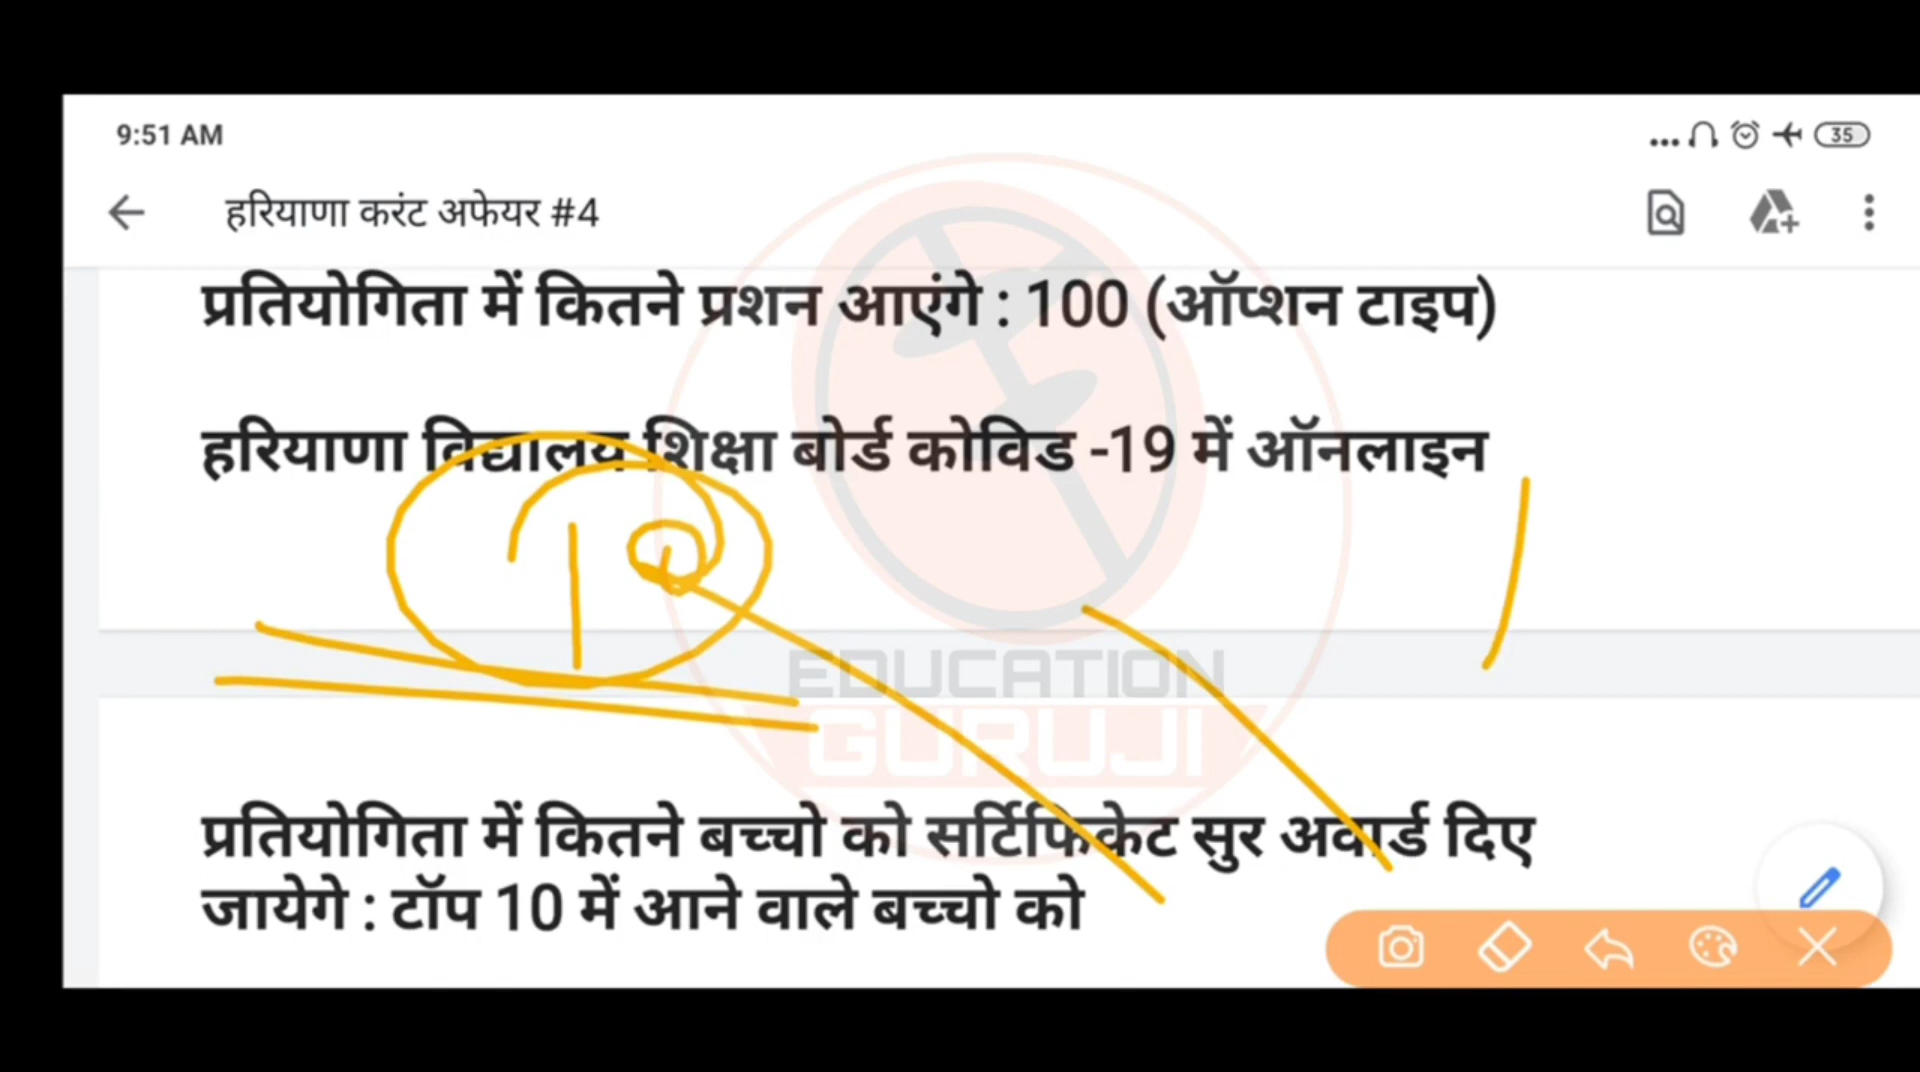 9:51 AM
35
हरियाणा करंट अफेयर #4
प्रतियोगिता में कितने प्रशन आएंगे : 100 (ऑप्शन टाइप)
हरियाणा विद्यालय शिक्षा बोर्ड कोविड -19 में ऑनलाइन
EDUCATION
GURUJI
प्रतियोगिता में कितने बच्चो को सर्टिफिकेट सुर अवार्ड दिए
जायेगे : टॉप 10 में आने वाले बच्चो को